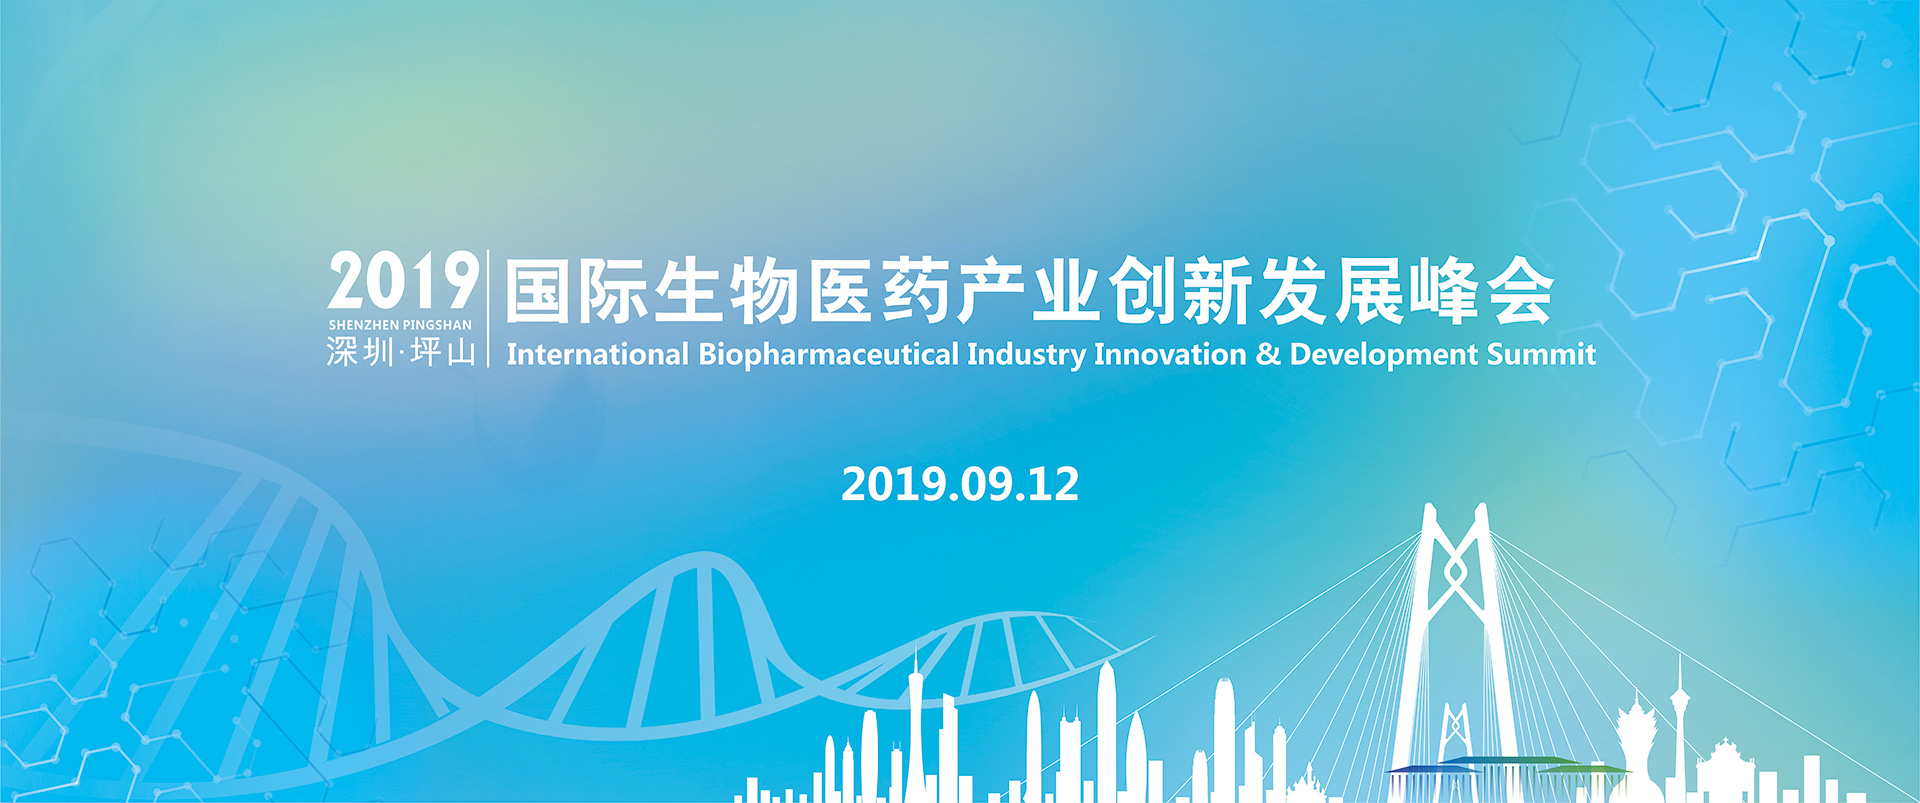 2019
SHENZHEN PINGSHAN
深圳·坪山
国际生物医药产业创新发展峰会
International Biopharmaceutical Industry Innovation & Development Summit
2019.09.12